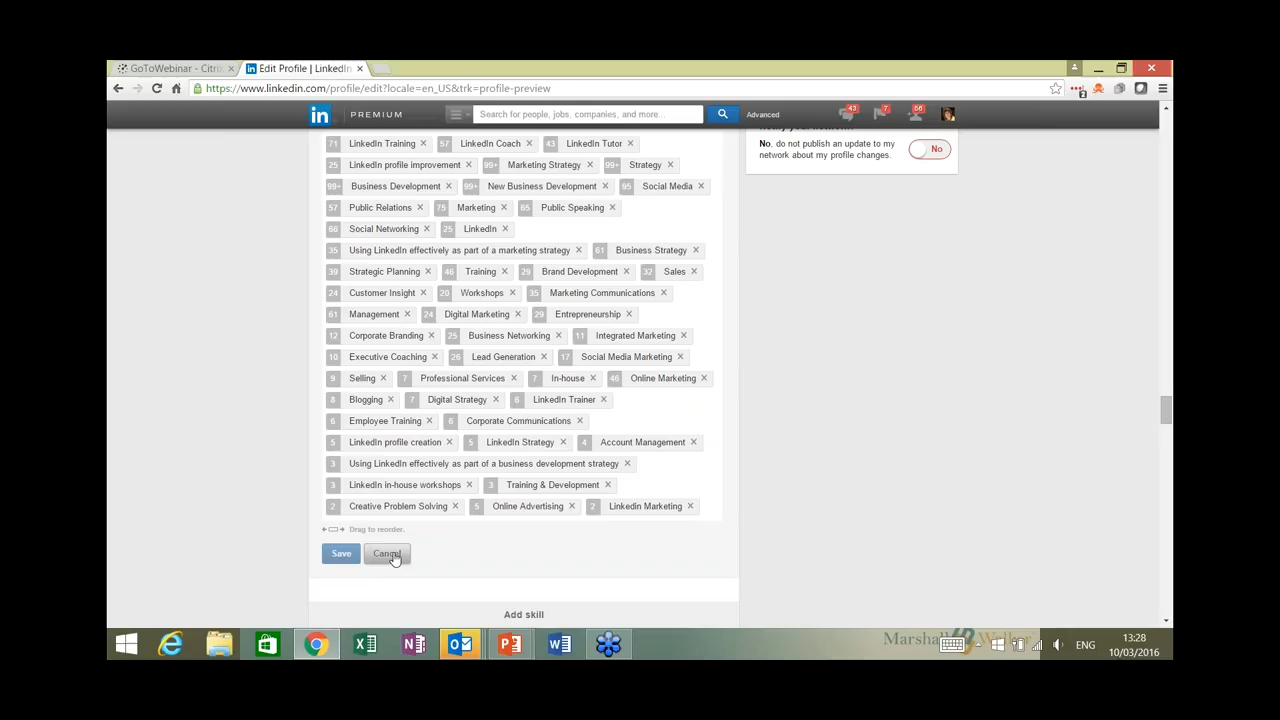 GoToWebinar - Citri × Edit Profile | LinkedIn ×
https://www.linkedin.com/profile/edit?locale=en_US&trk=profile-preview
in PREMIUM Search for people, jobs, companies, and more... Advanced 43 7 56
No, do not publish an update to my
network about my profile changes.
No
71 LinkedIn Training × 57 LinkedIn Coach × 43 LinkedIn Tutor ×
25 LinkedIn profile improvement × 99+ Marketing Strategy × 99+ Strategy ×
99+ Business Development × 99+ New Business Development × 95 Social Media ×
57 Public Relations × 75 Marketing × 65 Public Speaking ×
66 Social Networking × 25 LinkedIn ×
35 Using LinkedIn effectively as part of a marketing strategy × 61 Business Strategy ×
39 Strategic Planning × 46 Training × 29 Brand Development × 32 Sales ×
24 Customer Insight × 20 Workshops × 35 Marketing Communications ×
61 Management × 24 Digital Marketing × 29 Entrepreneurship ×
12 Corporate Branding × 25 Business Networking × 11 Integrated Marketing ×
10 Executive Coaching × 26 Lead Generation × 17 Social Media Marketing ×
9 Selling × 7 Professional Services × 7 In-house × 46 Online Marketing ×
8 Blogging × 7 Digital Strategy × 6 LinkedIn Trainer ×
6 Employee Training × 6 Corporate Communications ×
5 LinkedIn profile creation × 5 LinkedIn Strategy × 4 Account Management ×
3 Using LinkedIn effectively as part of a business development strategy ×
3 LinkedIn in-house workshops × 3 Training & Development ×
2 Creative Problem Solving × 5 Online Advertising × 2 Linkedin Marketing ×
Drag to reorder.
Save Cancel
Add skill
Marshall Walker
ENG
13:28
10/03/2016